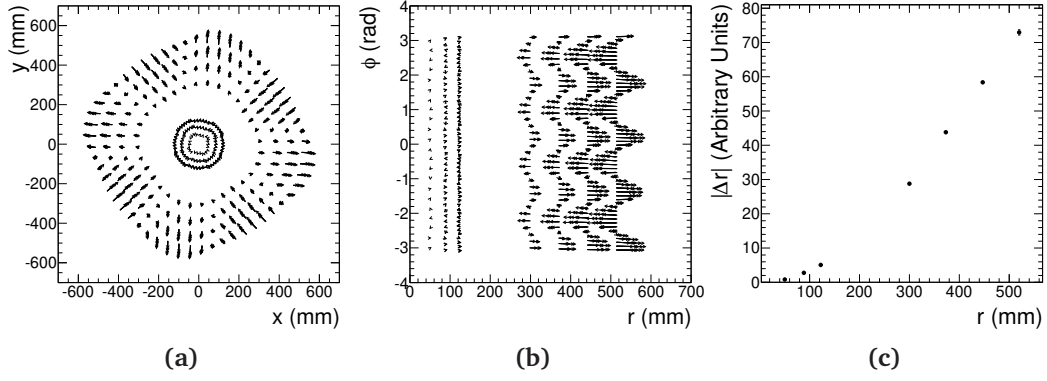 y (mm)
600
400
200
0
-200
-400
-600
-600 -400 -200 0 200 400 600
x (mm)
(a)
ϕ (rad)
4
3
2
1
0
-1
-2
-3
-4
0 100 200 300 400 500 600 700
r (mm)
(b)
|Δr| (Arbitrary Units)
80
70
60
50
40
30
20
10
0
100 200 300 400 500
r (mm)
(c)